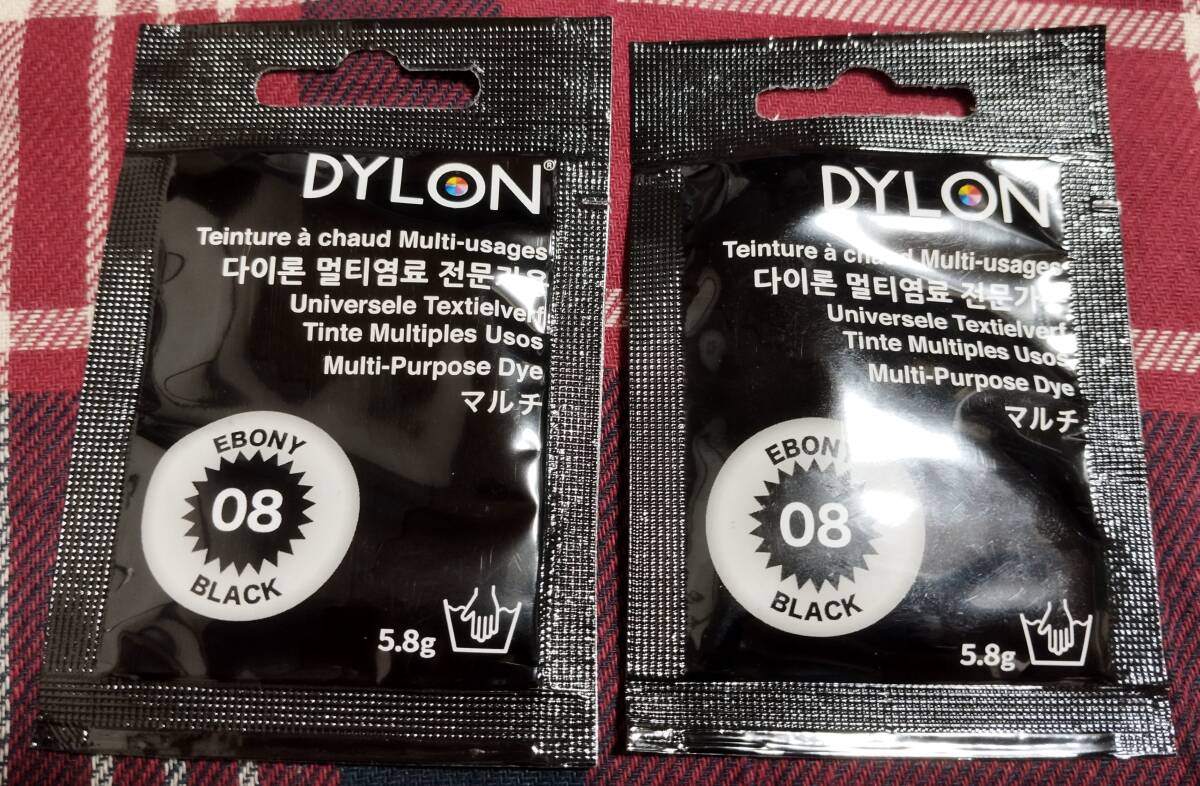 DYLON®
Teinture à chaud Multi-usages
다이론 멀티염료 전문가용
Universele Textielverf
Tinte Multiples Usos
Multi-Purpose Dye
マルチ
EBONY
08
BLACK
5.8g
DYLON
Teinture à chaud Multi-usages
다이론 멀티염료 전문가
Universele Textielverf
Tinte Multiples Usos
Multi-Purpose Dye
マルチ
EBONY
08
BLACK
5.8g